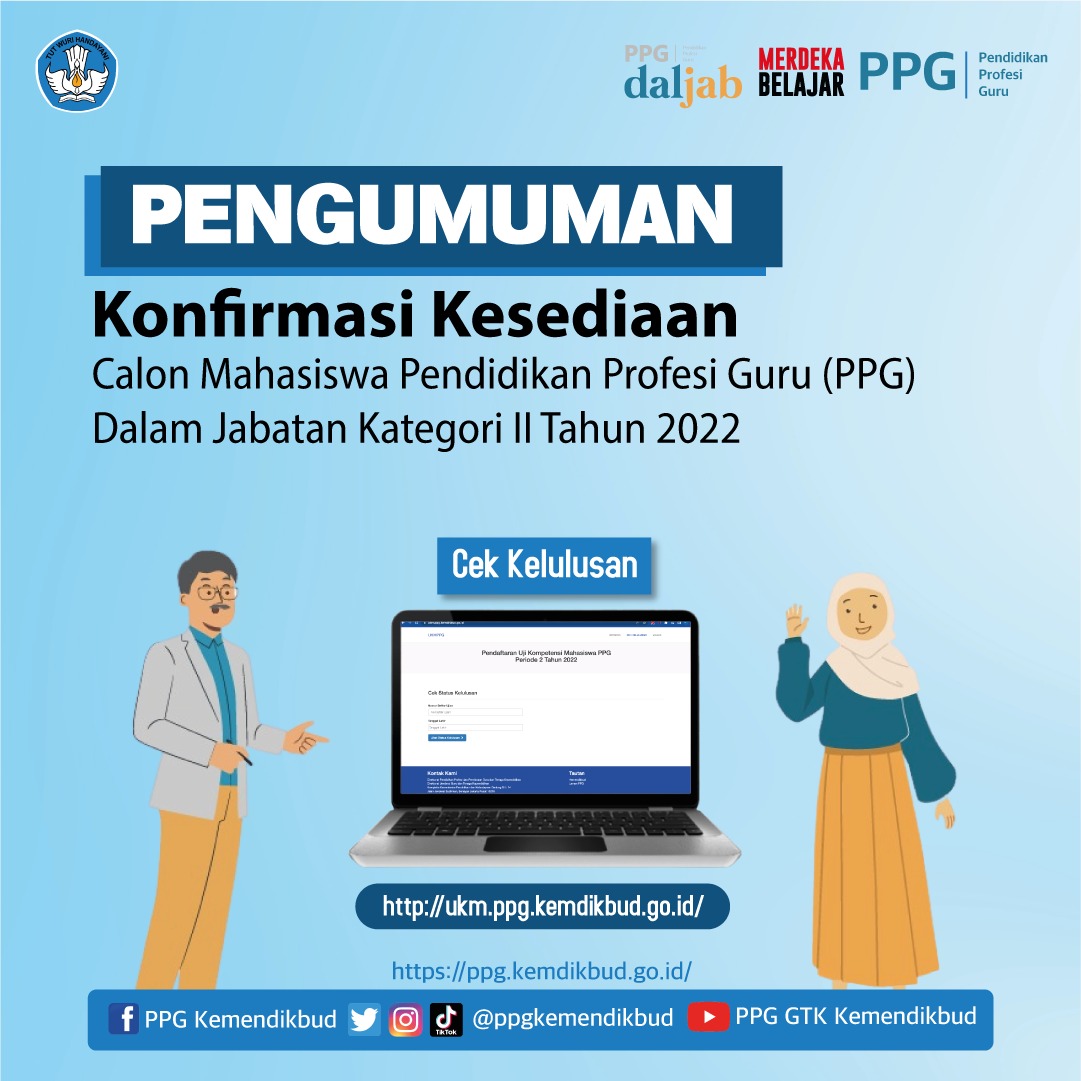 TUT WURI HANDAYANI
PPG
daljab
MERDEKA
BELAJAR
PPG
Pendidikan
Profesi
Guru
PENGUMUMAN
Konfirmasi Kesediaan
Calon Mahasiswa Pendidikan Profesi Guru (PPG)
Dalam Jabatan Kategori II Tahun 2022
Cek Kelulusan
Pendaftaran Uji Kompetensi Mahasiswa PPG
Periode 2 Tahun 2022
Cek Status Kelulusan
Kontak Kami
Tautan
http://ukm.ppg.kemdikbud.go.id/
https://ppg.kemdikbud.go.id/
PPG Kemendikbud
TikTok
@ppgkemendikbud
PPG GTK Kemendikbud